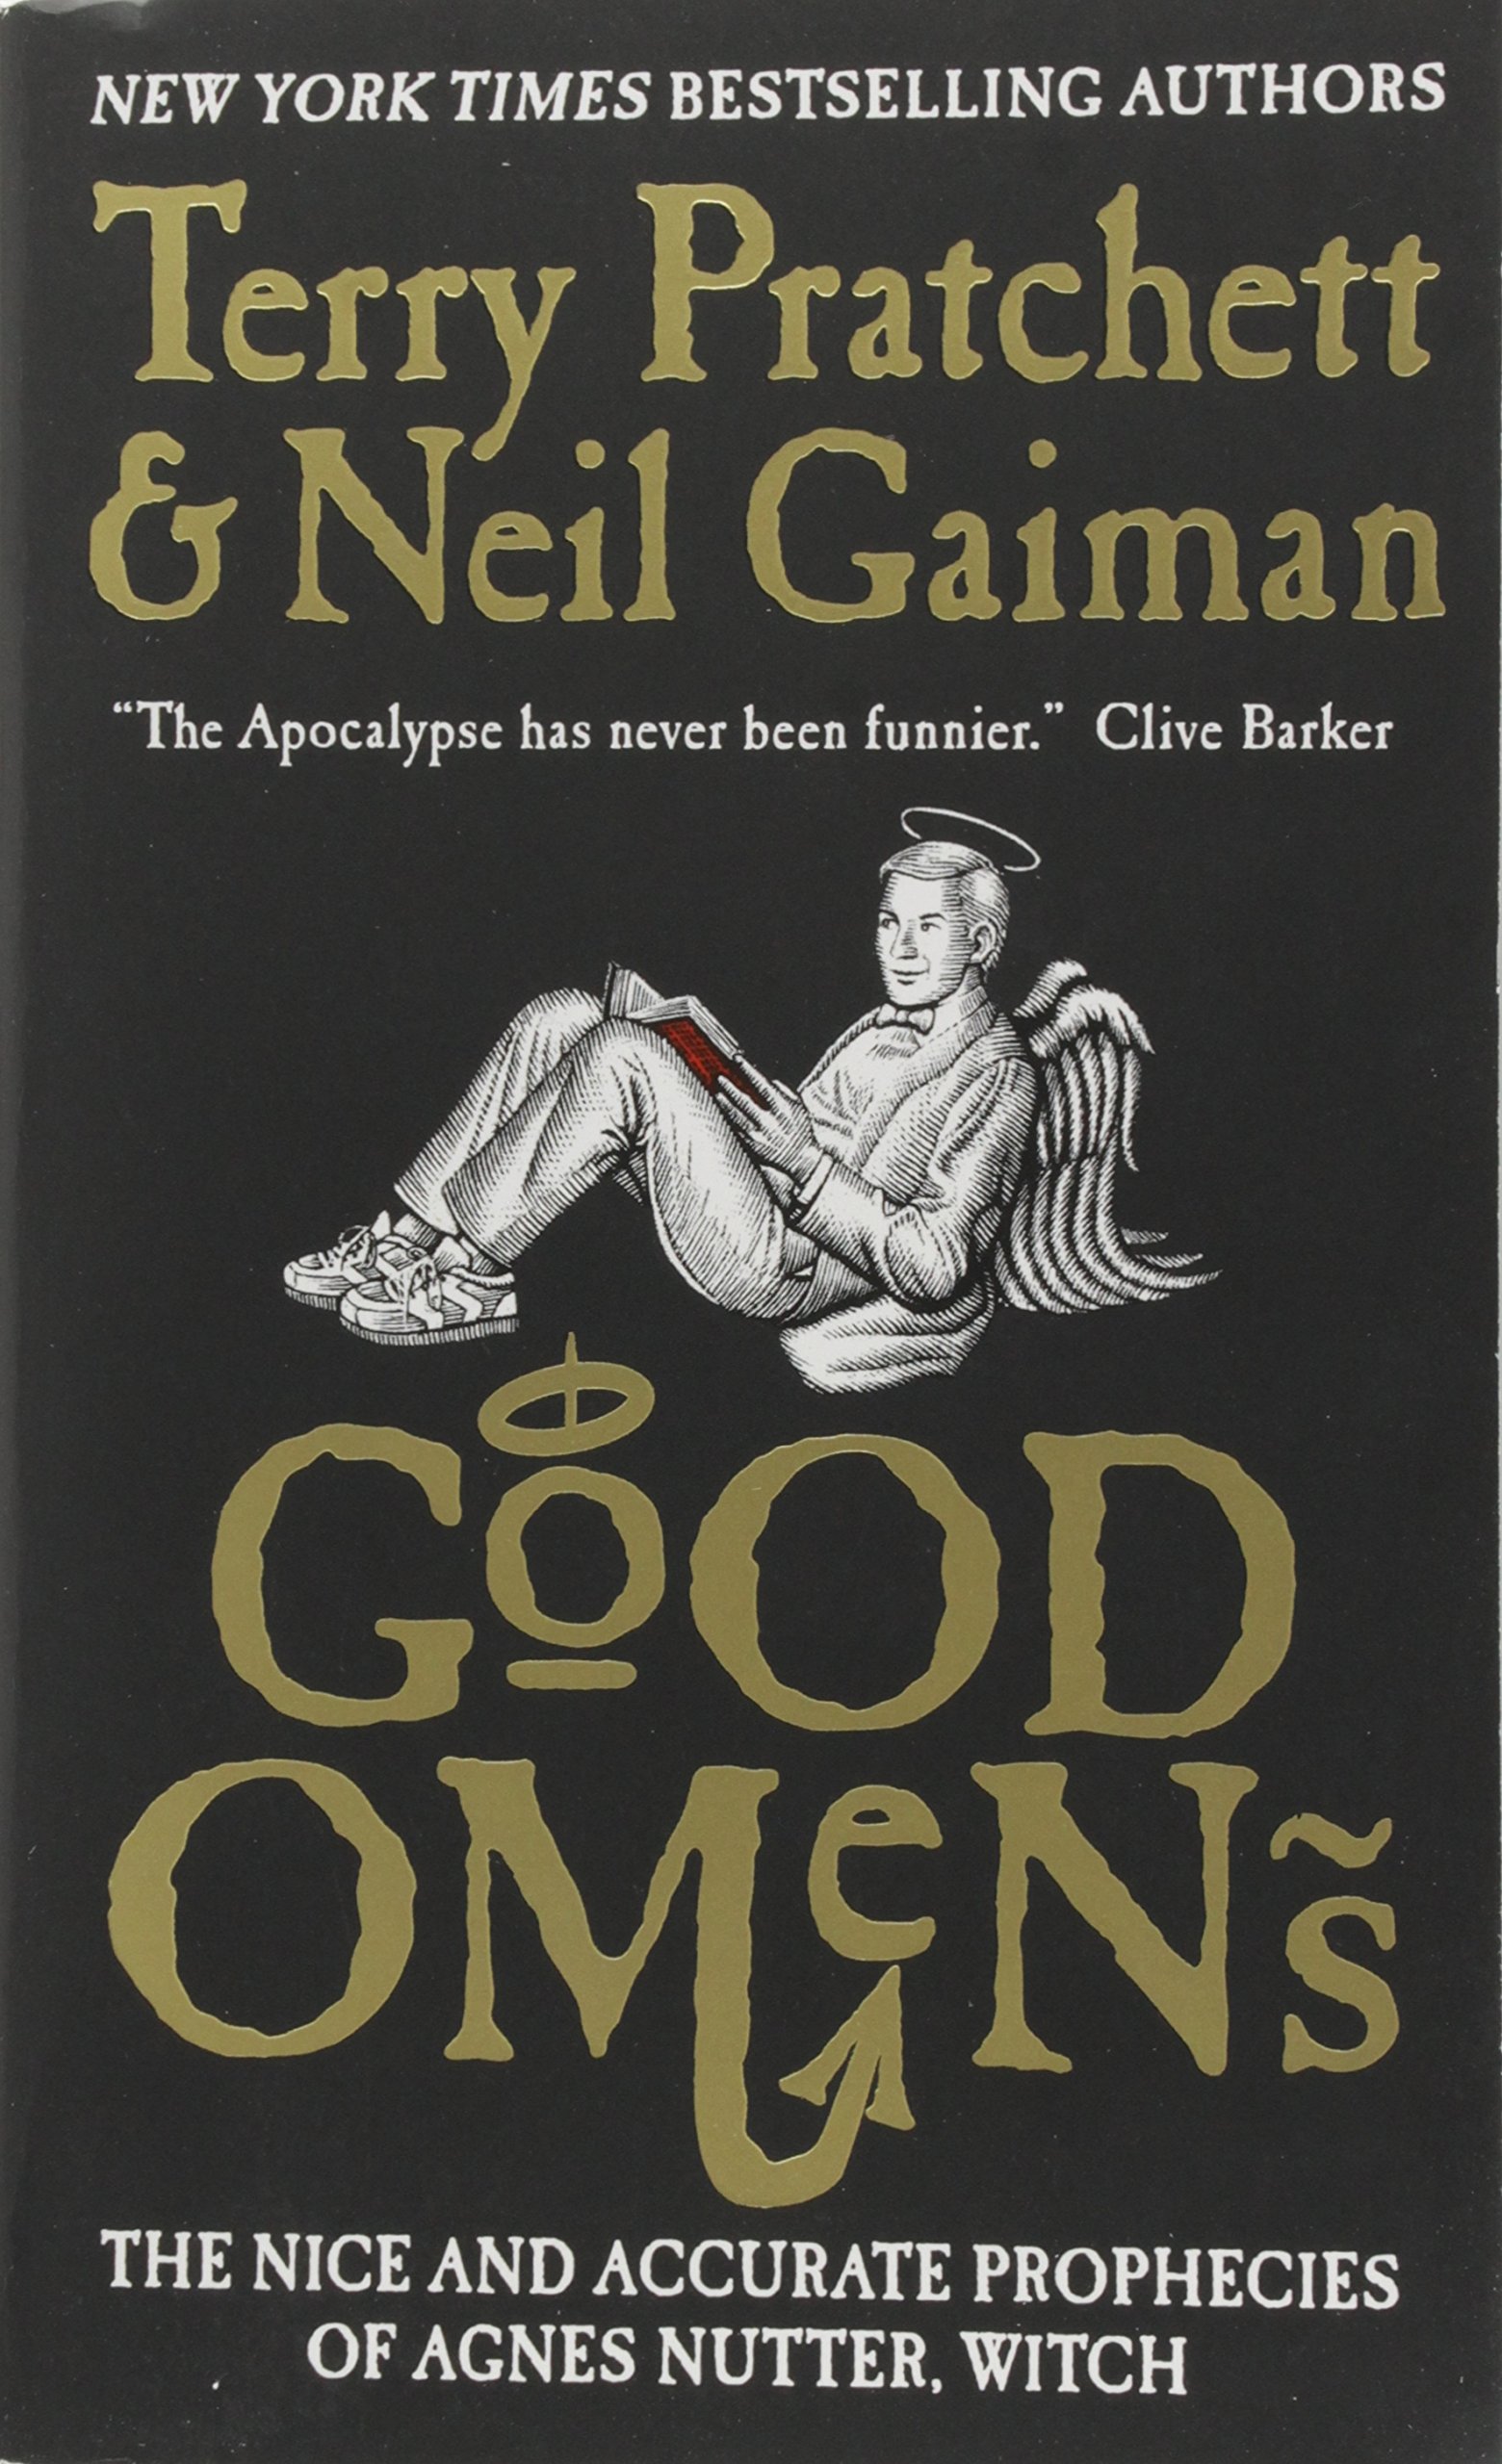 NEW YORK TIMES BESTSELLING AUTHORS
Terry Pratchett
& Neil Gaiman
“The Apocalypse has never been funnier.” Clive Barker
GOOD
OMENS
THE NICE AND ACCURATE PROPHECIES
OF AGNES NUTTER, WITCH